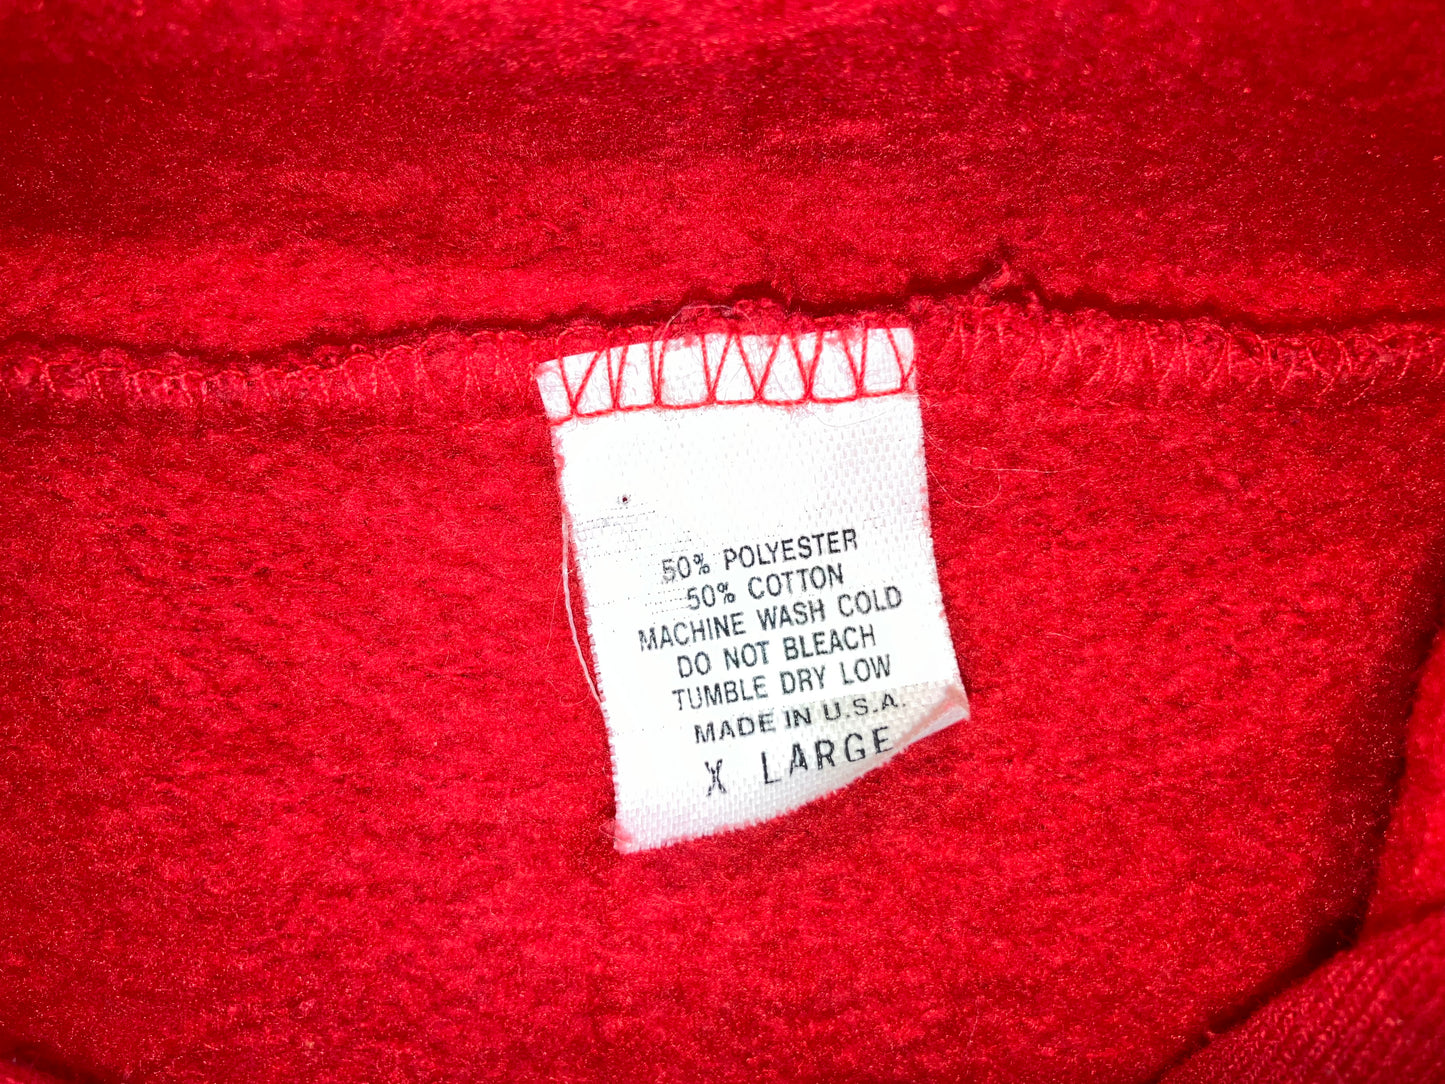 50% POLYESTER
50% COTTON
MACHINE WASH COLD
DO NOT BLEACH
TUMBLE DRY LOW
MADE IN U.S.A.
X LARGE